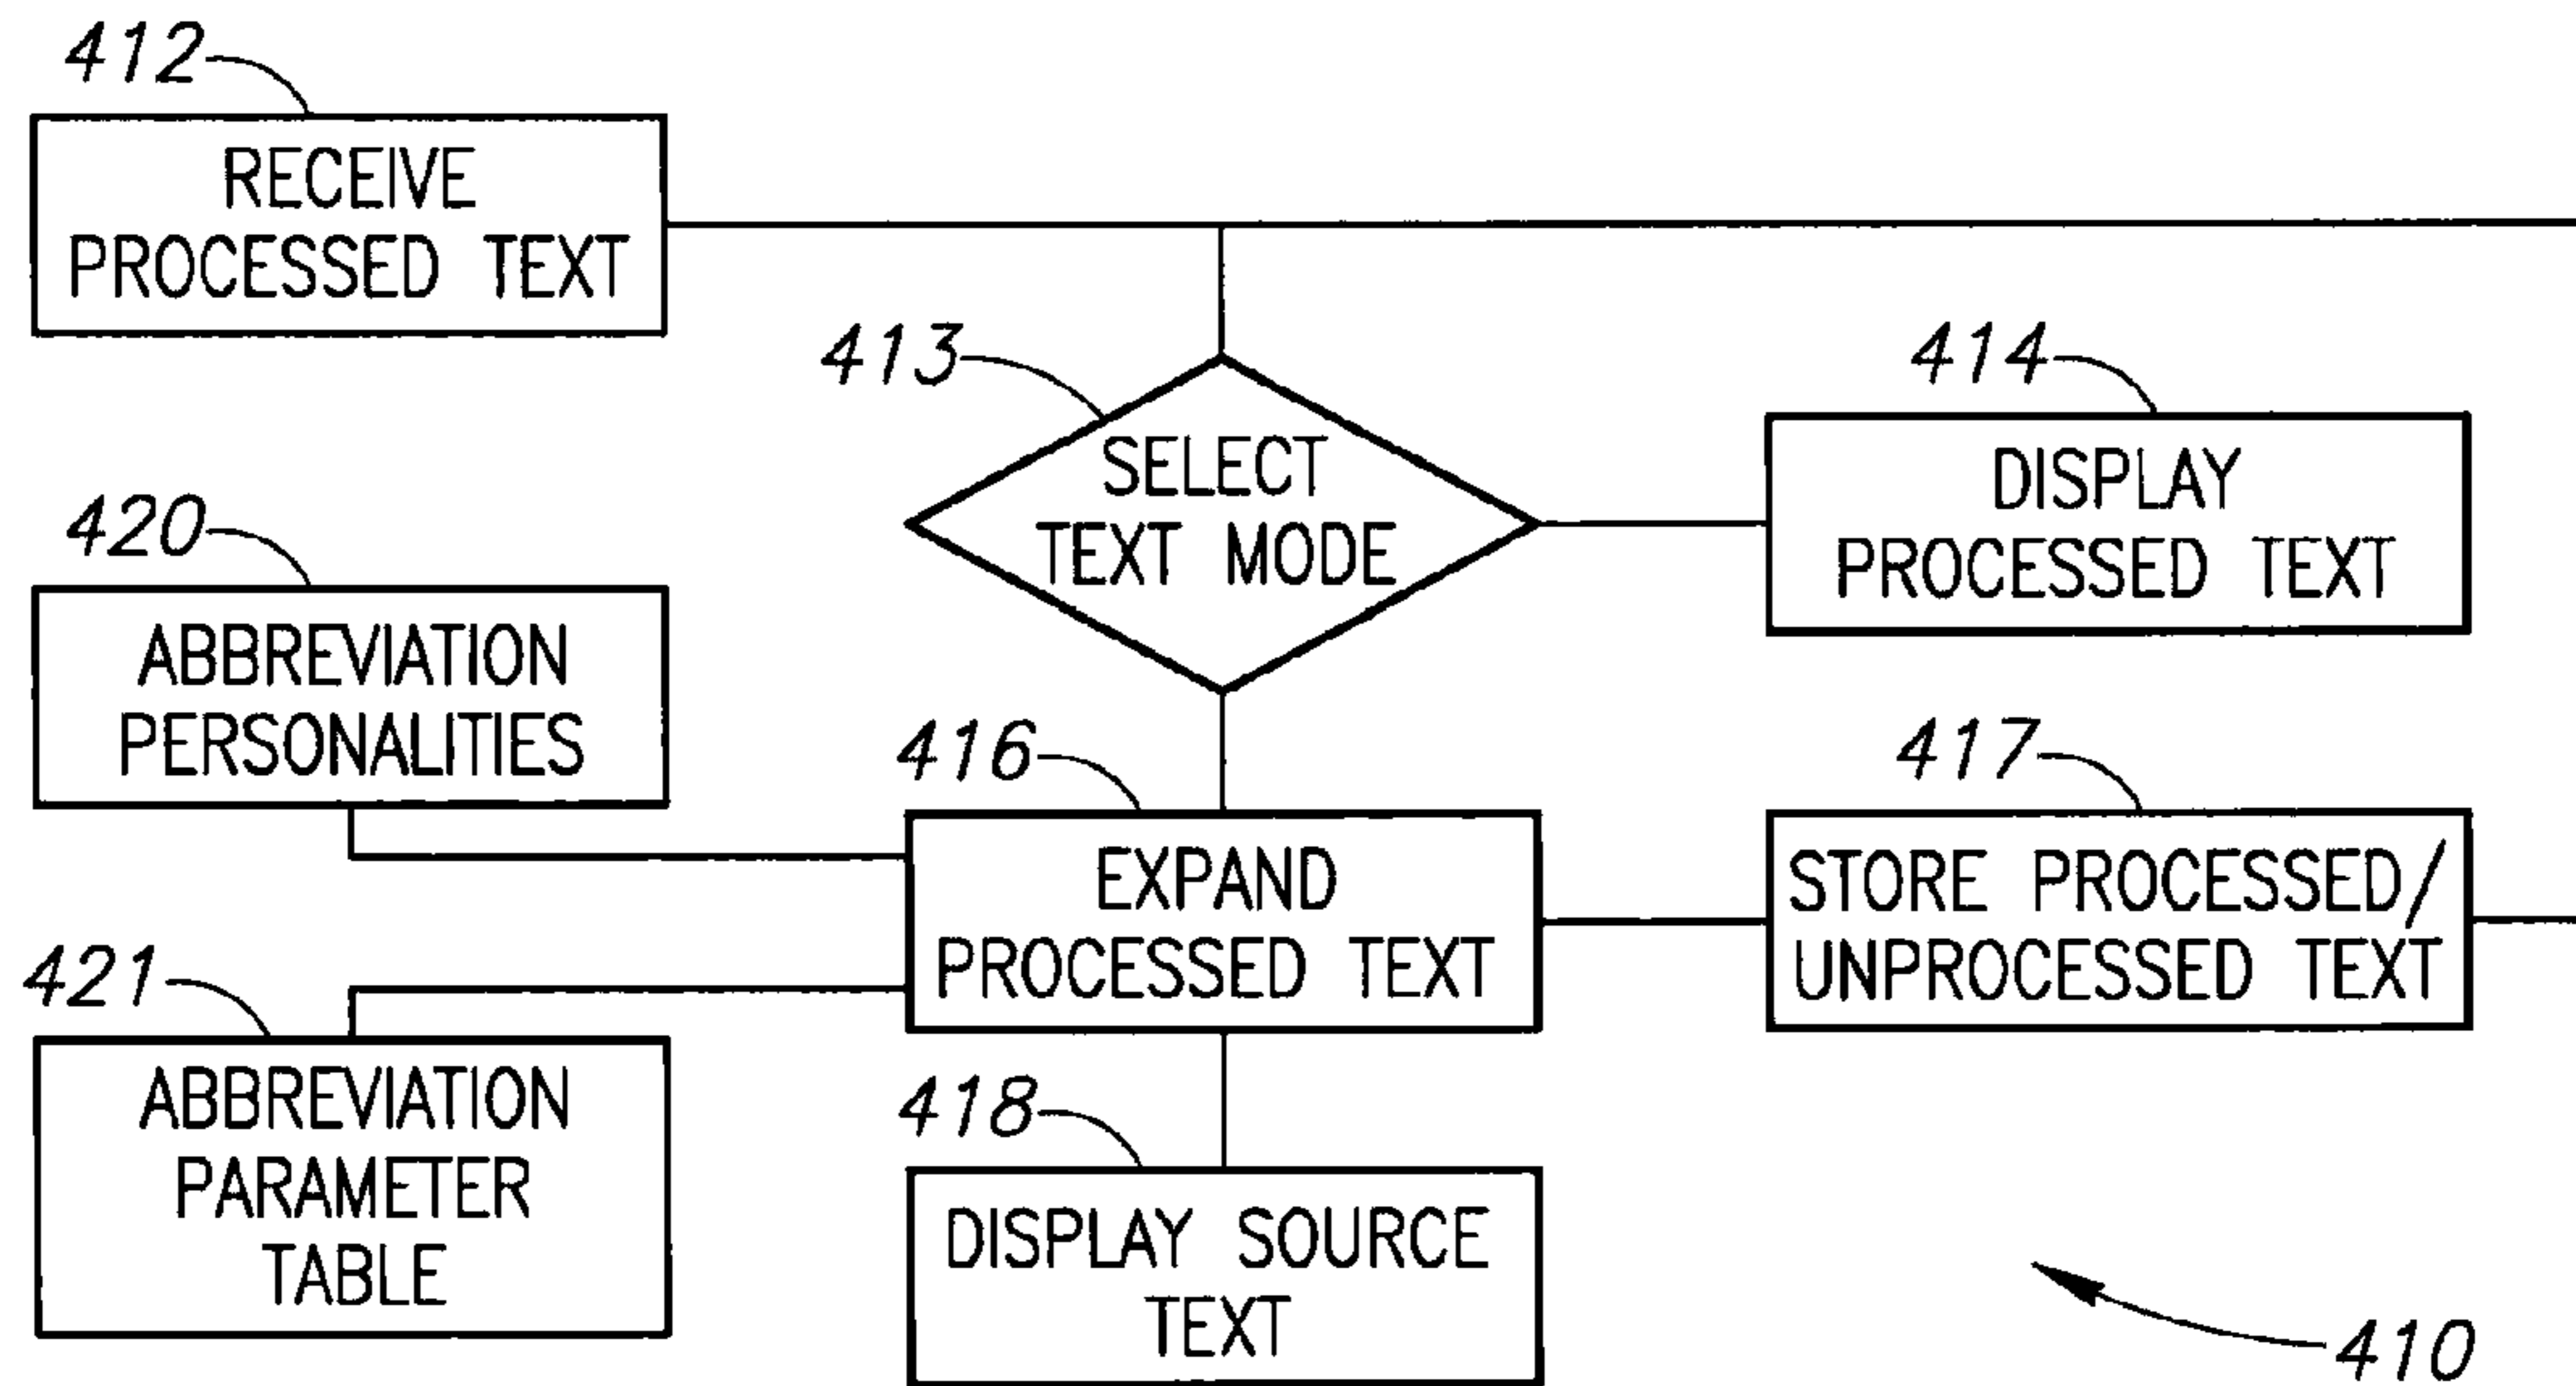 412
RECEIVE
PROCESSED TEXT
413
SELECT
TEXT MODE
414
DISPLAY
PROCESSED TEXT
420
ABBREVIATION
PERSONALITIES
416
EXPAND
PROCESSED TEXT
417
STORE PROCESSED/
UNPROCESSED TEXT
421
ABBREVIATION
PARAMETER
TABLE
418
DISPLAY SOURCE
TEXT
410